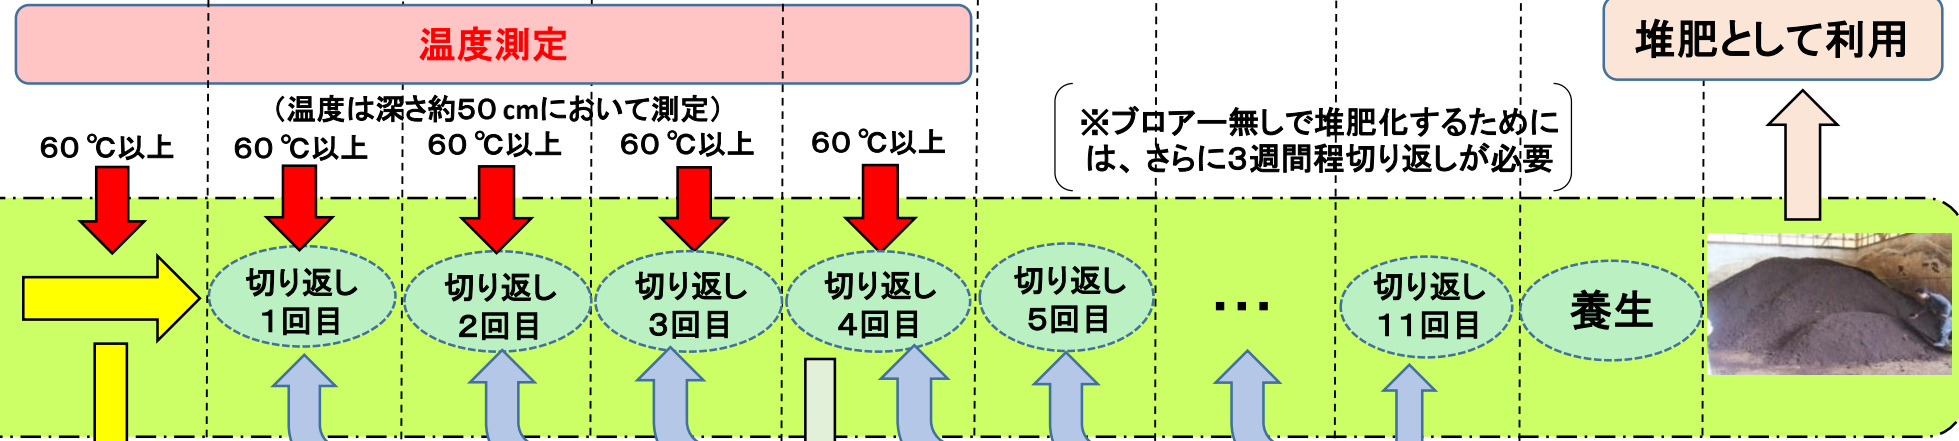 温度測定
堆肥として利用
（温度は深さ約５０ cmにおいて測定）
６０ ℃以上
６０ ℃以上
６０ ℃以上
６０ ℃以上
６０ ℃以上
※ブロアー無しで堆肥化するために
は、さらに３週間程切り返しが必要
切り返し
１回目
切り返し
２回目
切り返し
３回目
切り返し
４回目
切り返し
５回目
…
切り返し
１１回目
養生